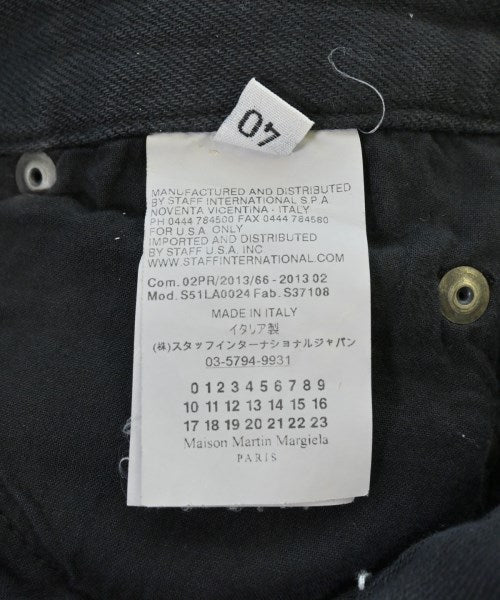 40
MANUFACTURED AND DISTRIBUTED
BY STAFF INTERNATIONAL S.P.A
NOVENTA VICENTINA - ITALY
PH 0444 784500 FAX 0444 784580
FOR U.S.A. ONLY
IMPORTED AND DISTRIBUTED
BY STAFF U.S.A. INC
WWW.STAFFINTERNATIONAL.COM
Com. 02PR/2013/66 - 2013 02
Mod. S51LA0024 Fab. S37108
MADE IN ITALY
イタリア製
(株)スタッフインターナショナルジャパン
03-5794-9931
0 1 2 3 4 5 6 7 8 9
10 11 12 13 14 15 16
17 18 19 20 21 22 23
Maison Martin Margiela
PARIS